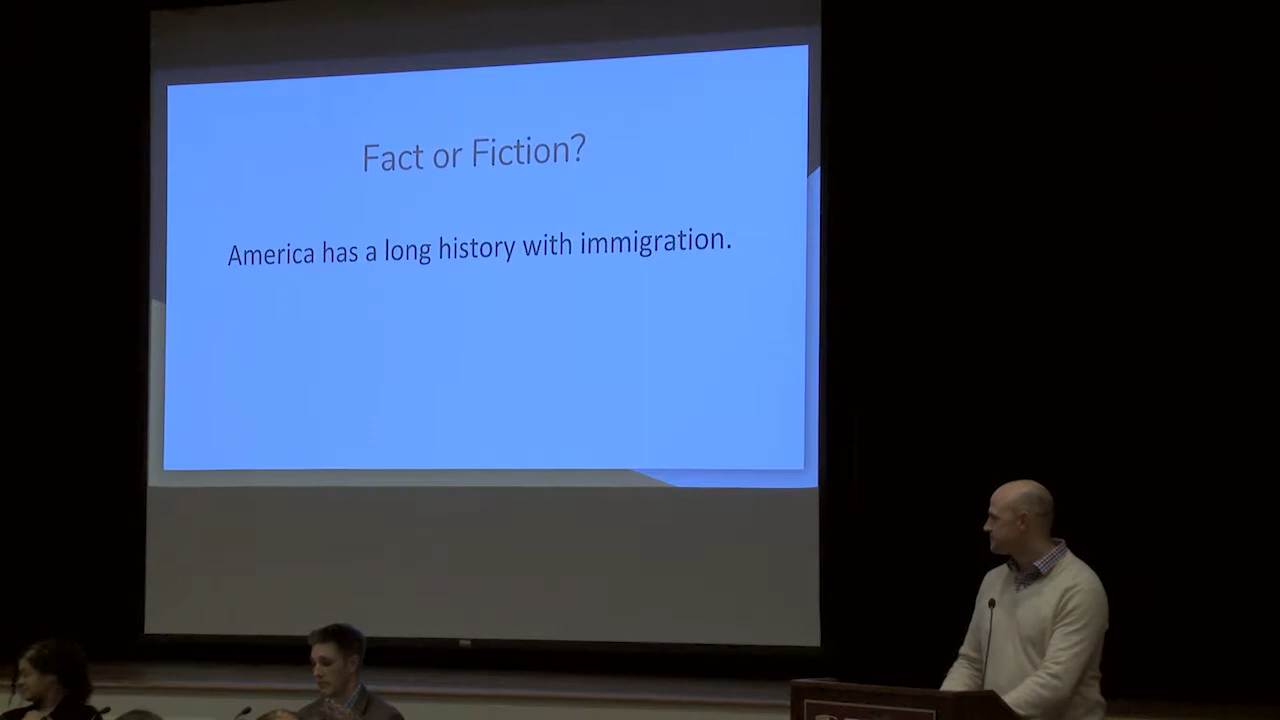 Fact or Fiction?
America has a long history with immigration.